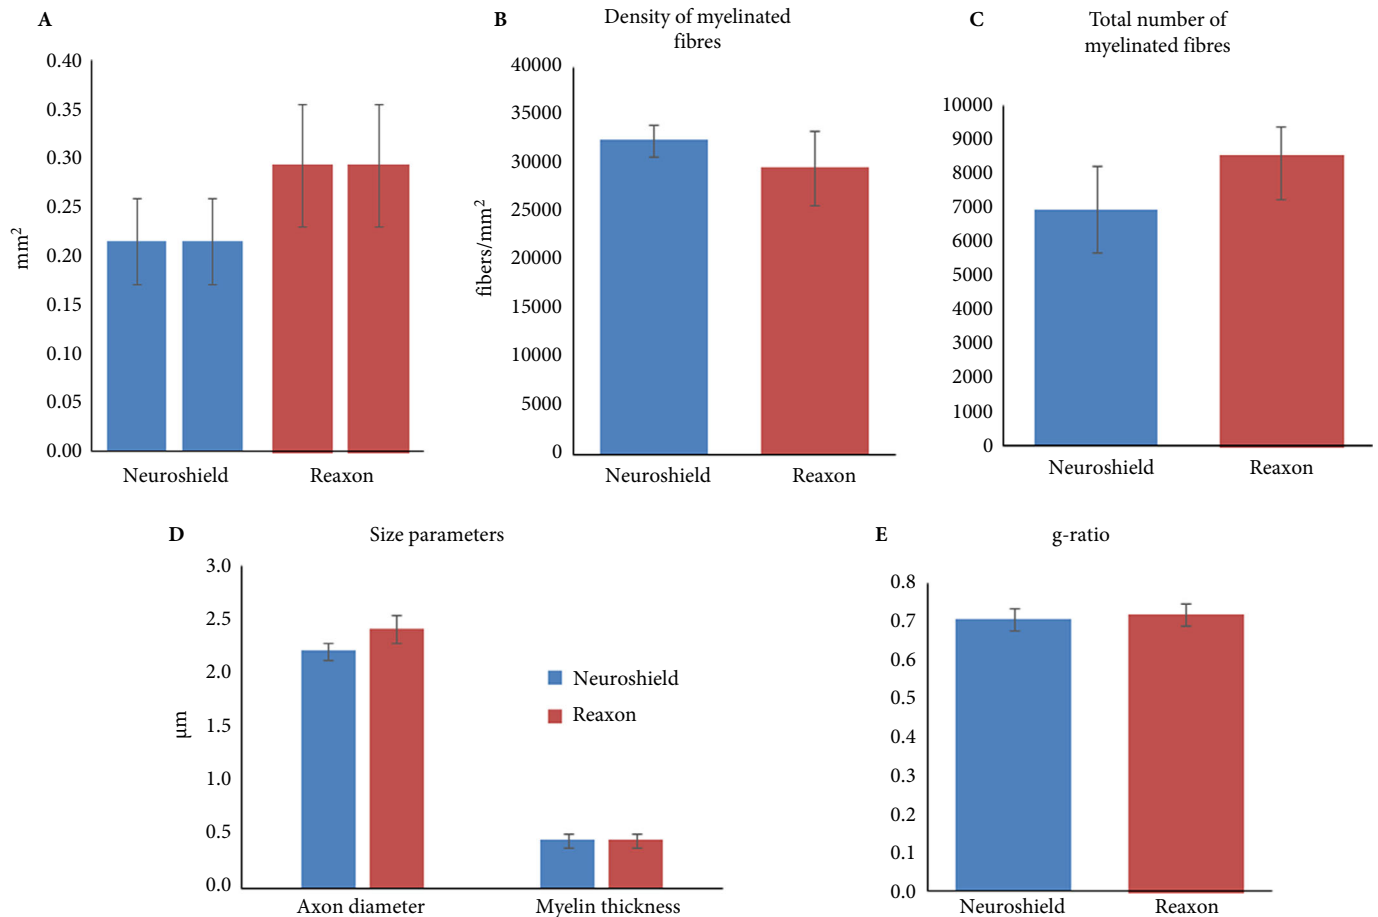 A
0.40
0.35
0.30
0.25
0.20
0.15
0.10
0.05
0.00
mm²
Neuroshield Reaxon
B
Density of myelinated
fibres
40000
35000
30000
25000
20000
15000
10000
5000
0
fibers/mm²
Neuroshield Reaxon
C
Total number of
myelinated fibres
10000
9000
8000
7000
6000
5000
4000
3000
2000
1000
0
Neuroshield Reaxon
D
Size parameters
3.0
2.5
2.0
1.5
1.0
0.5
0.0
µm
Neuroshield
Reaxon
Axon diameter Myelin thickness
E
g-ratio
0.8
0.7
0.6
0.5
0.4
0.3
0.2
0.1
0.0
Neuroshield Reaxon